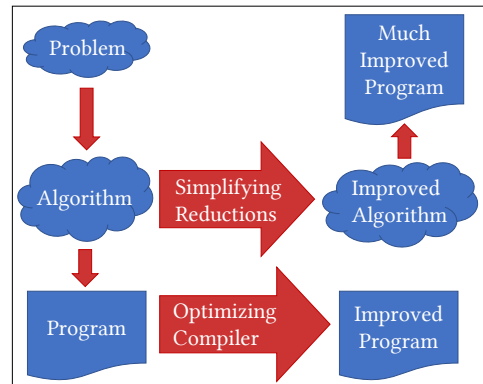 Problem
Much
Improved
Program
Algorithm
Simplifying
Reductions
Improved
Algorithm
Program
Optimizing
Compiler
Improved
Program